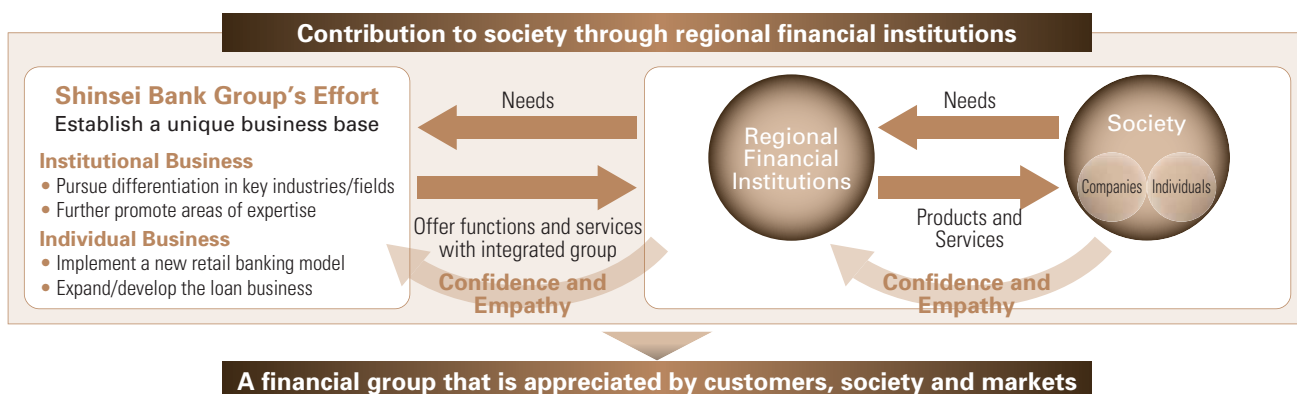 Contribution to society through regional financial institutions
Shinsei Bank Group's Effort
Establish a unique business base
Institutional Business
• Pursue differentiation in key industries/fields
• Further promote areas of expertise
Individual Business
• Implement a new retail banking model
• Expand/develop the loan business
Needs
Offer functions and services
with integrated group
Confidence and
Empathy
Regional
Financial
Institutions
Needs
Products and
Services
Confidence and
Empathy
Society
Companies
Individuals
A financial group that is appreciated by customers, society and markets